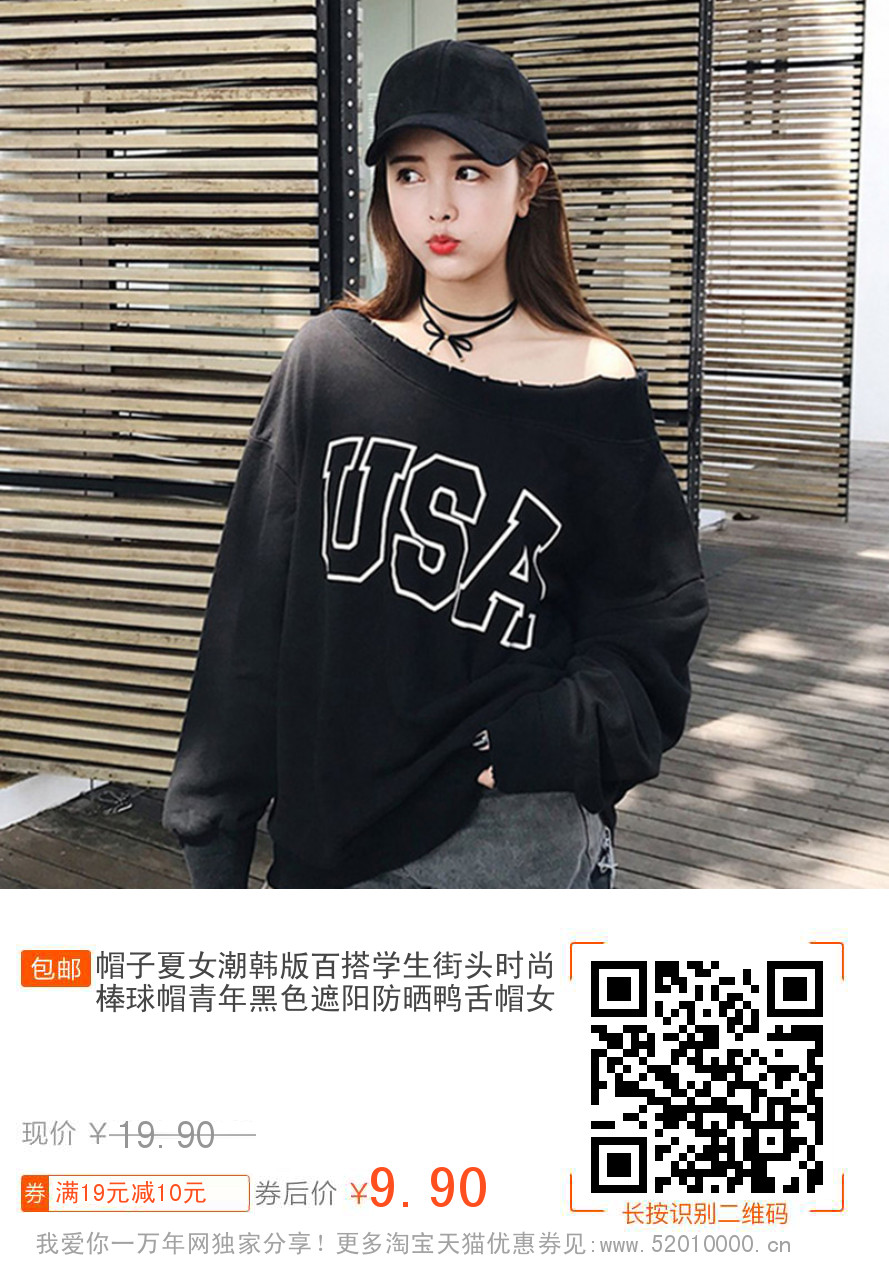 USA
包邮 帽子夏女潮韩版百搭学生街头时尚
棒球帽青年黑色遮阳防晒鸭舌帽女
现价 ￥19.90
券 满19元减10元 券后价 ￥9.90
长按识别二维码
我爱你一万年网独家分享！更多淘宝天猫优惠券见:www.52010000.cn